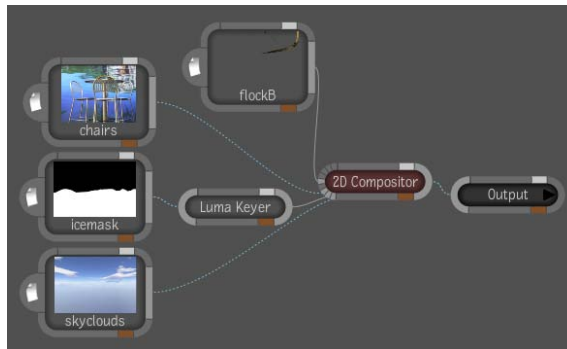 flockB
chairs
2D Compositor
Output
icemask
Luma Keyer
skyclouds